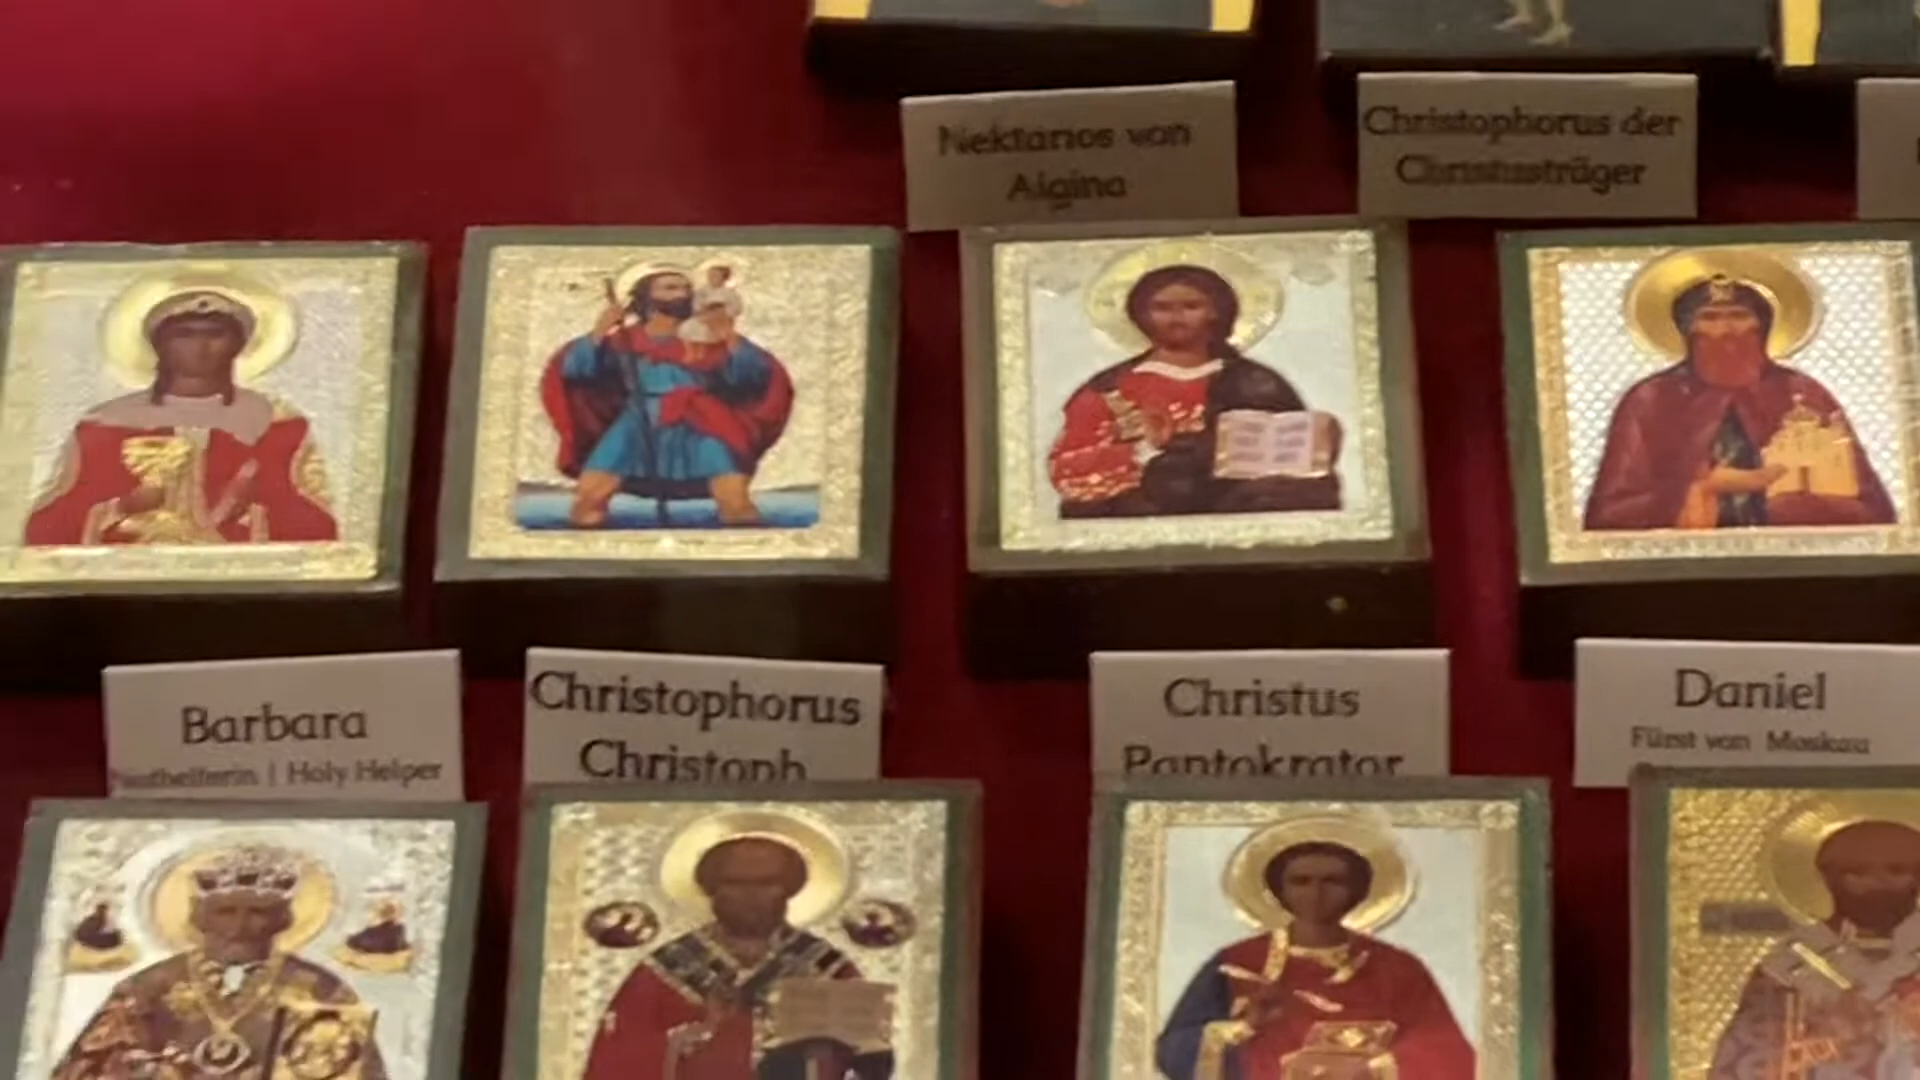 Nektarios von
Aigina
Christophorus der
Christusträger
Barbara
Nothelferin | Holy Helper
Christophorus
Christoph
Christus
Pantokrator
Daniel
Fürst von Moskau